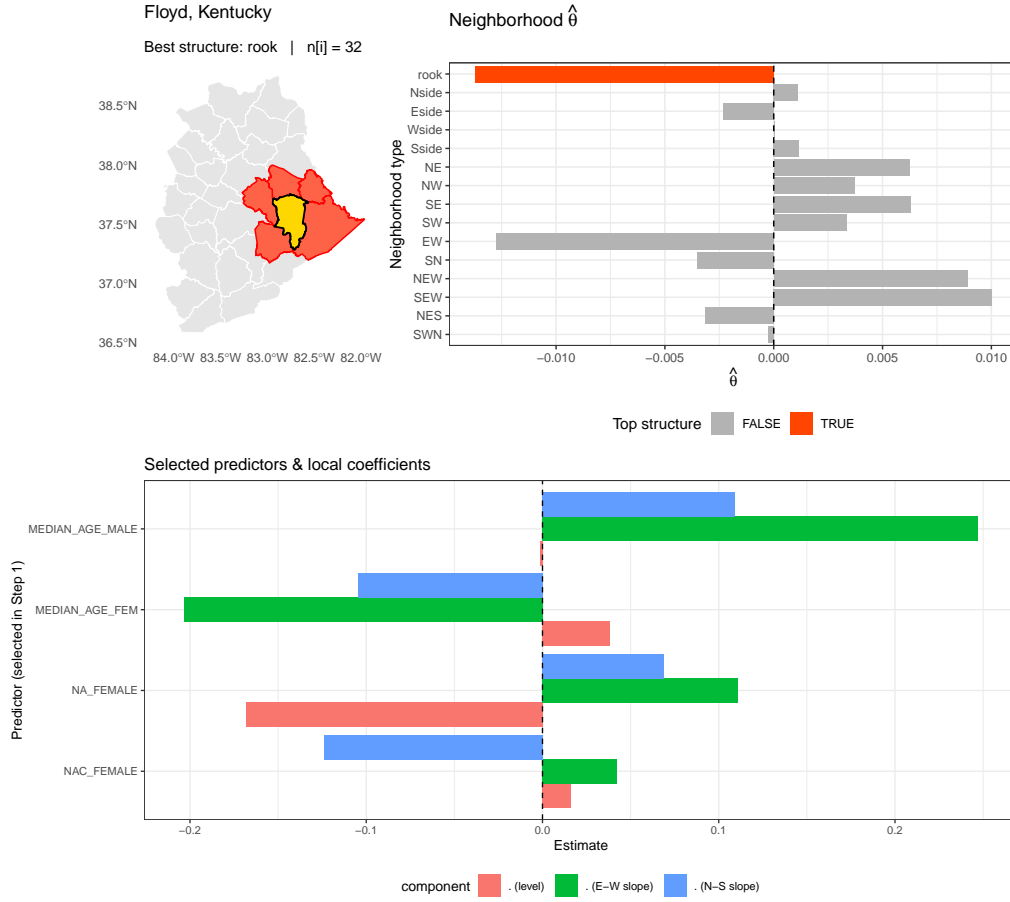 Floyd, Kentucky
Best structure: rook | n[i] = 32
38.5°N
38.0°N
37.5°N
37.0°N
36.5°N
84.0°W 83.5°W 83.0°W 82.5°W 82.0°W
Neighborhood θ̂
Neighborhood type
rook
Nside
Eside
Wside
Sside
NE
NW
SE
SW
EW
SN
NEW
SEW
NES
SWN
−0.010 −0.005 0.000 0.005 0.010
θ̂
Top structure FALSE TRUE
Selected predictors & local coefficients
Predictor (selected in Step 1)
MEDIAN_AGE_MALE
MEDIAN_AGE_FEM
NA_FEMALE
NAC_FEMALE
−0.2 −0.1 0.0 0.1 0.2
Estimate
component . (level) . (E−W slope) . (N−S slope)